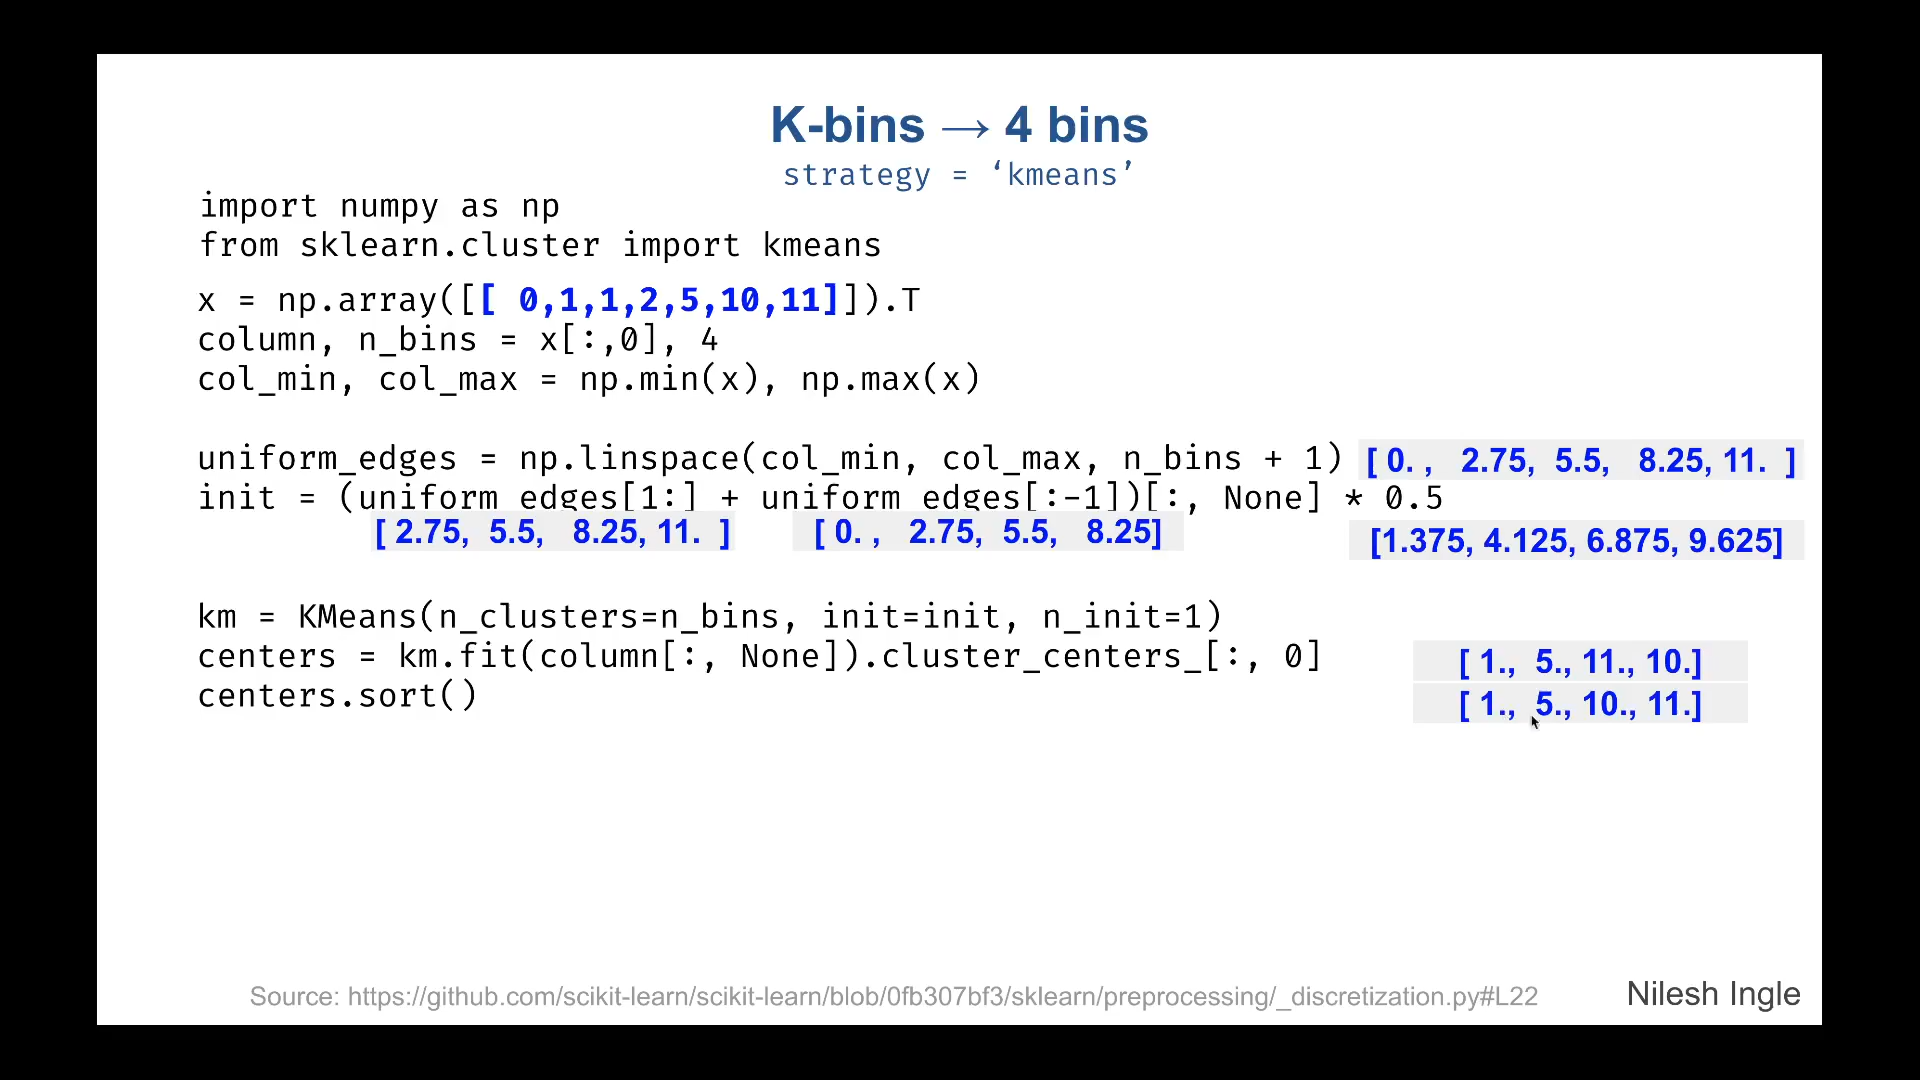 K-bins → 4 bins
strategy = ‘kmeans’
import numpy as np
from sklearn.cluster import kmeans
x = np.array([[ 0,1,1,2,5,10,11]]]).T
column, n_bins = x[:,0], 4
col_min, col_max = np.min(x), np.max(x)
uniform_edges = np.linspace(col_min, col_max, n_bins + 1) [ 0. , 2.75, 5.5, 8.25, 11. ]
init = (uniform_edges[1:] + uniform_edges[:-1])[:, None] * 0.5
[ 2.75, 5.5, 8.25, 11. ] [ 0. , 2.75, 5.5, 8.25]
[1.375, 4.125, 6.875, 9.625]
km = KMeans(n_clusters=n_bins, init=init, n_init=1)
centers = km.fit(column[:, None]).cluster_centers_[:, 0] [ 1., 5., 11., 10.]
centers.sort() [ 1., 5., 10., 11.]
Source: https://github.com/scikit-learn/scikit-learn/blob/0fb307bf3/sklearn/preprocessing/_discretization.py#L22 Nilesh Ingle